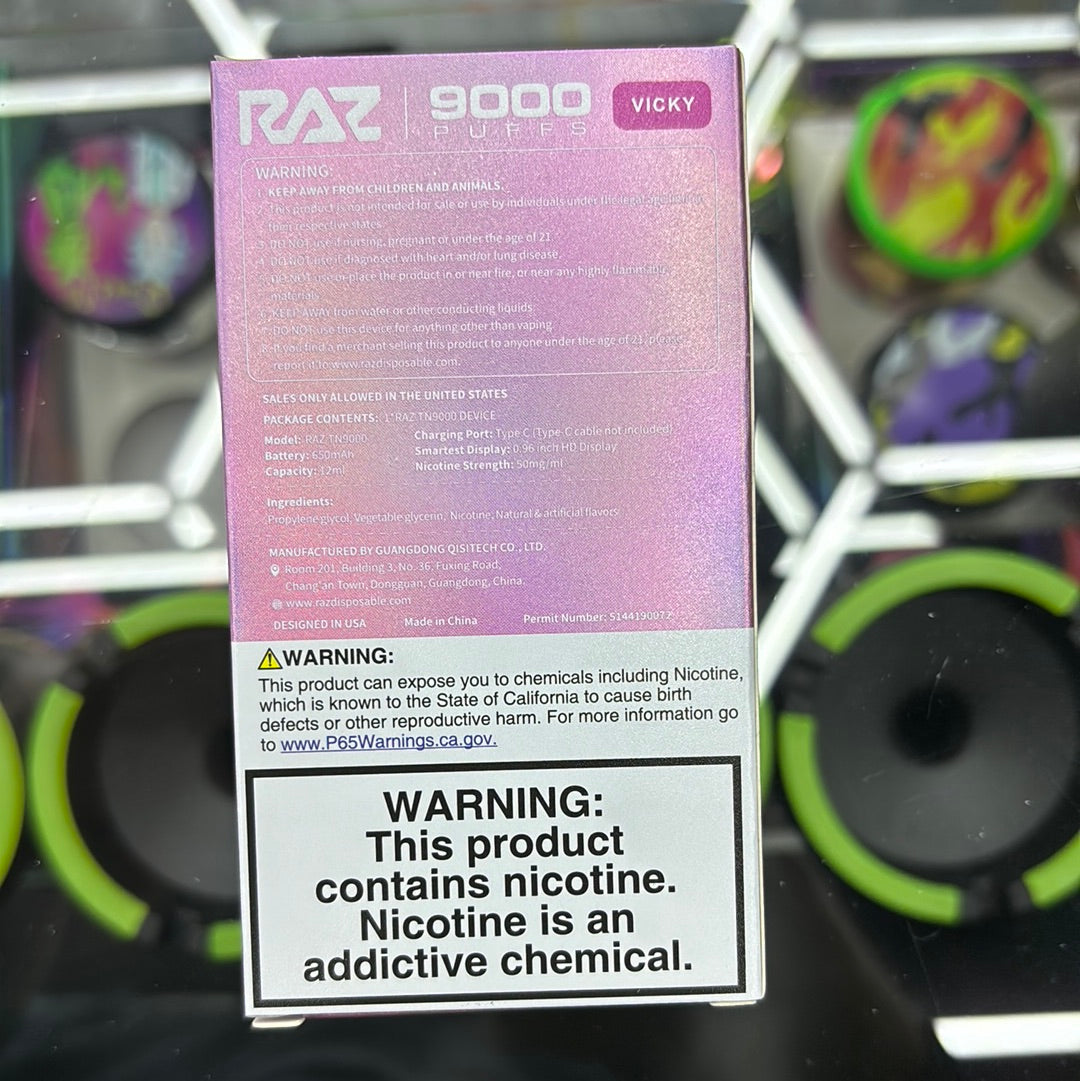 RAZ 9000 PUFFS VICKY
WARNING:
1. KEEP AWAY FROM CHILDREN AND ANIMALS.
2. This product is not intended for sale or use by individuals under the legal age
their respective states.
3. DO NOT use if nursing, pregnant or under the age of 21
4. DO NOT use if diagnosed with heart and/or lung disease.
5. DO NOT use or place the product in or near fire, or near any highly flammable
materials
6. KEEP AWAY from water or other conducting liquids
7. DO NOT use this device for anything other than vaping
8. If you find a merchant selling this product to anyone under the age of 21, please
report it to www.razdisposable.com.
SALES ONLY ALLOWED IN THE UNITED STATES
PACKAGE CONTENTS: 1*RAZ TN9000 DEVICE
Model: RAZ TN9000 Charging Port: Type C (Type-C cable not included)
Battery: 650mAh Smartest Display: 0.96 inch HD Display
Capacity: 12ml Nicotine Strength: 50mg/ml
Ingredients:
Propylene glycol, Vegetable glycerin, Nicotine, Natural & artificial flavors
MANUFACTURED BY GUANGDONG QISITECH CO., LTD.
Room 201, Building 3, No. 36, Fuxing Road,
Chang'an Town, Dongguan, Guangdong, China.
www.razdisposable.com
DESIGNED IN USA Made in China Permit Number: 5144190072
WARNING:
This product can expose you to chemicals including Nicotine,
which is known to the State of California to cause birth
defects or other reproductive harm. For more information go
to www.P65Warnings.ca.gov.
WARNING:
This product
contains nicotine.
Nicotine is an
addictive chemical.